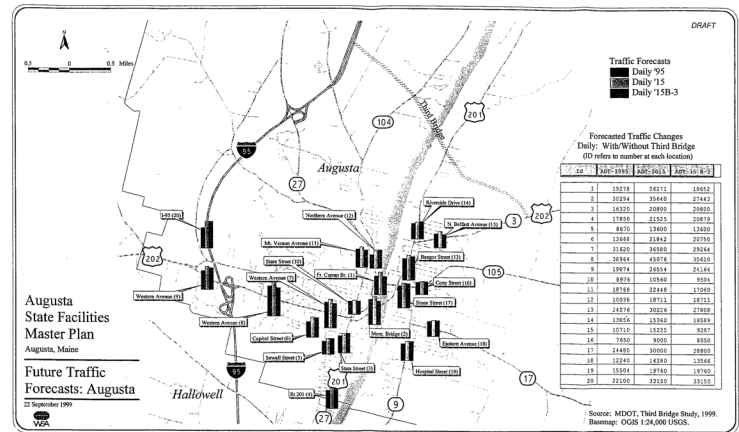 DRAFT
N
0.5 0 0.5 Miles
Traffic Forecasts
Daily '95
Daily '15
Daily '15B-3
Third Bridge
201
104
95
Augusta
27
Forecasted Traffic Changes
Daily: With/Without Third Bridge
(ID refers to number at each location)
Id ADT-1995 ADT-2015 ADT-15 B-3
1 19278 26271 18652
2 30294 35640 27443
3 16320 20800 20800
4 17850 21525 20879
5 8670 13600 13600
6 13668 21842 20750
7 31620 36580 29264
8 38964 45076 35610
9 19074 26554 24164
10 8976 10560 9504
11 18768 22448 17060
12 10098 18711 18711
13 24276 30226 27808
14 13056 15360 16589
15 10710 15225 9287
16 7650 9000 8550
17 24480 30000 28800
18 12240 14280 13566
19 15504 19760 19760
20 22100 33150 33150
Riverside Drive (14)
Northern Avenue (12)
I-95 (20)
N. Belfast Avenue (15)
3
202
Mt. Vernon Avenue (11)
202
State Street (10)
Bangor Street (13)
Western Avenue (7)
Ft. Curran Br. (1)
Cony Street (16)
105
Western Avenue (9)
Stone Street (17)
Western Avenue (8)
Mem. Bridge (2)
Capitol Street (6)
Eastern Avenue (18)
Sewall Street (5)
State Street (3)
Hospital Street (19)
95
201
17
Hallowell
Rt 201 (4)
9
27
Augusta
State Facilities
Master Plan
Augusta, Maine
Future Traffic
Forecasts: Augusta
22 September 1999
WSA
Source: MDOT, Third Bridge Study, 1999.
Basemap: OGIS 1:24,000 USGS.